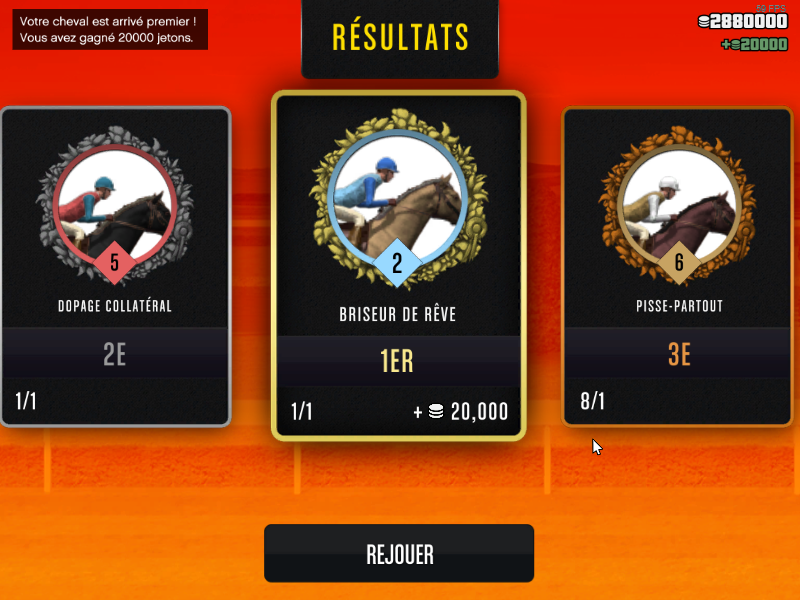 Votre cheval est arrivé premier !
Vous avez gagné 20000 jetons.
RÉSULTATS
2880000
+20000
5
DOPAGE COLLATÉRAL
2E
1/1
2
BRISEUR DE RÊVE
1ER
1/1
+ 20,000
6
PISSE-PARTOUT
3E
8/1
REJOUER